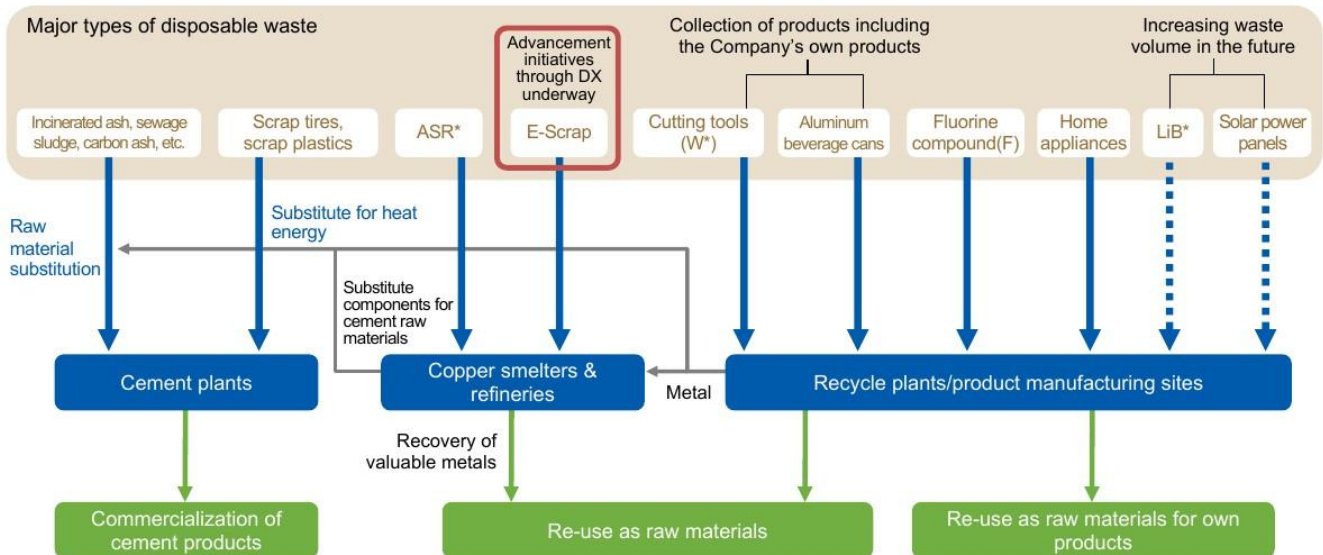 Major types of disposable waste
Advancement
initiatives
through DX
underway
Collection of products including
the Company's own products
Increasing waste
volume in the future
Incinerated ash, sewage
sludge, carbon ash, etc.
Scrap tires,
scrap plastics
ASR*
E-Scrap
Cutting tools
(W*)
Aluminum
beverage cans
Fluorine
compound(F)
Home
appliances
LiB*
Solar power
panels
Raw
material
substitution
Substitute for heat
energy
Substitute
components for
cement raw
materials
Cement plants
Copper smelters &
refineries
Metal
Recycle plants/product manufacturing sites
Recovery of
valuable metals
Commercialization of
cement products
Re-use as raw materials
Re-use as raw materials for own
products